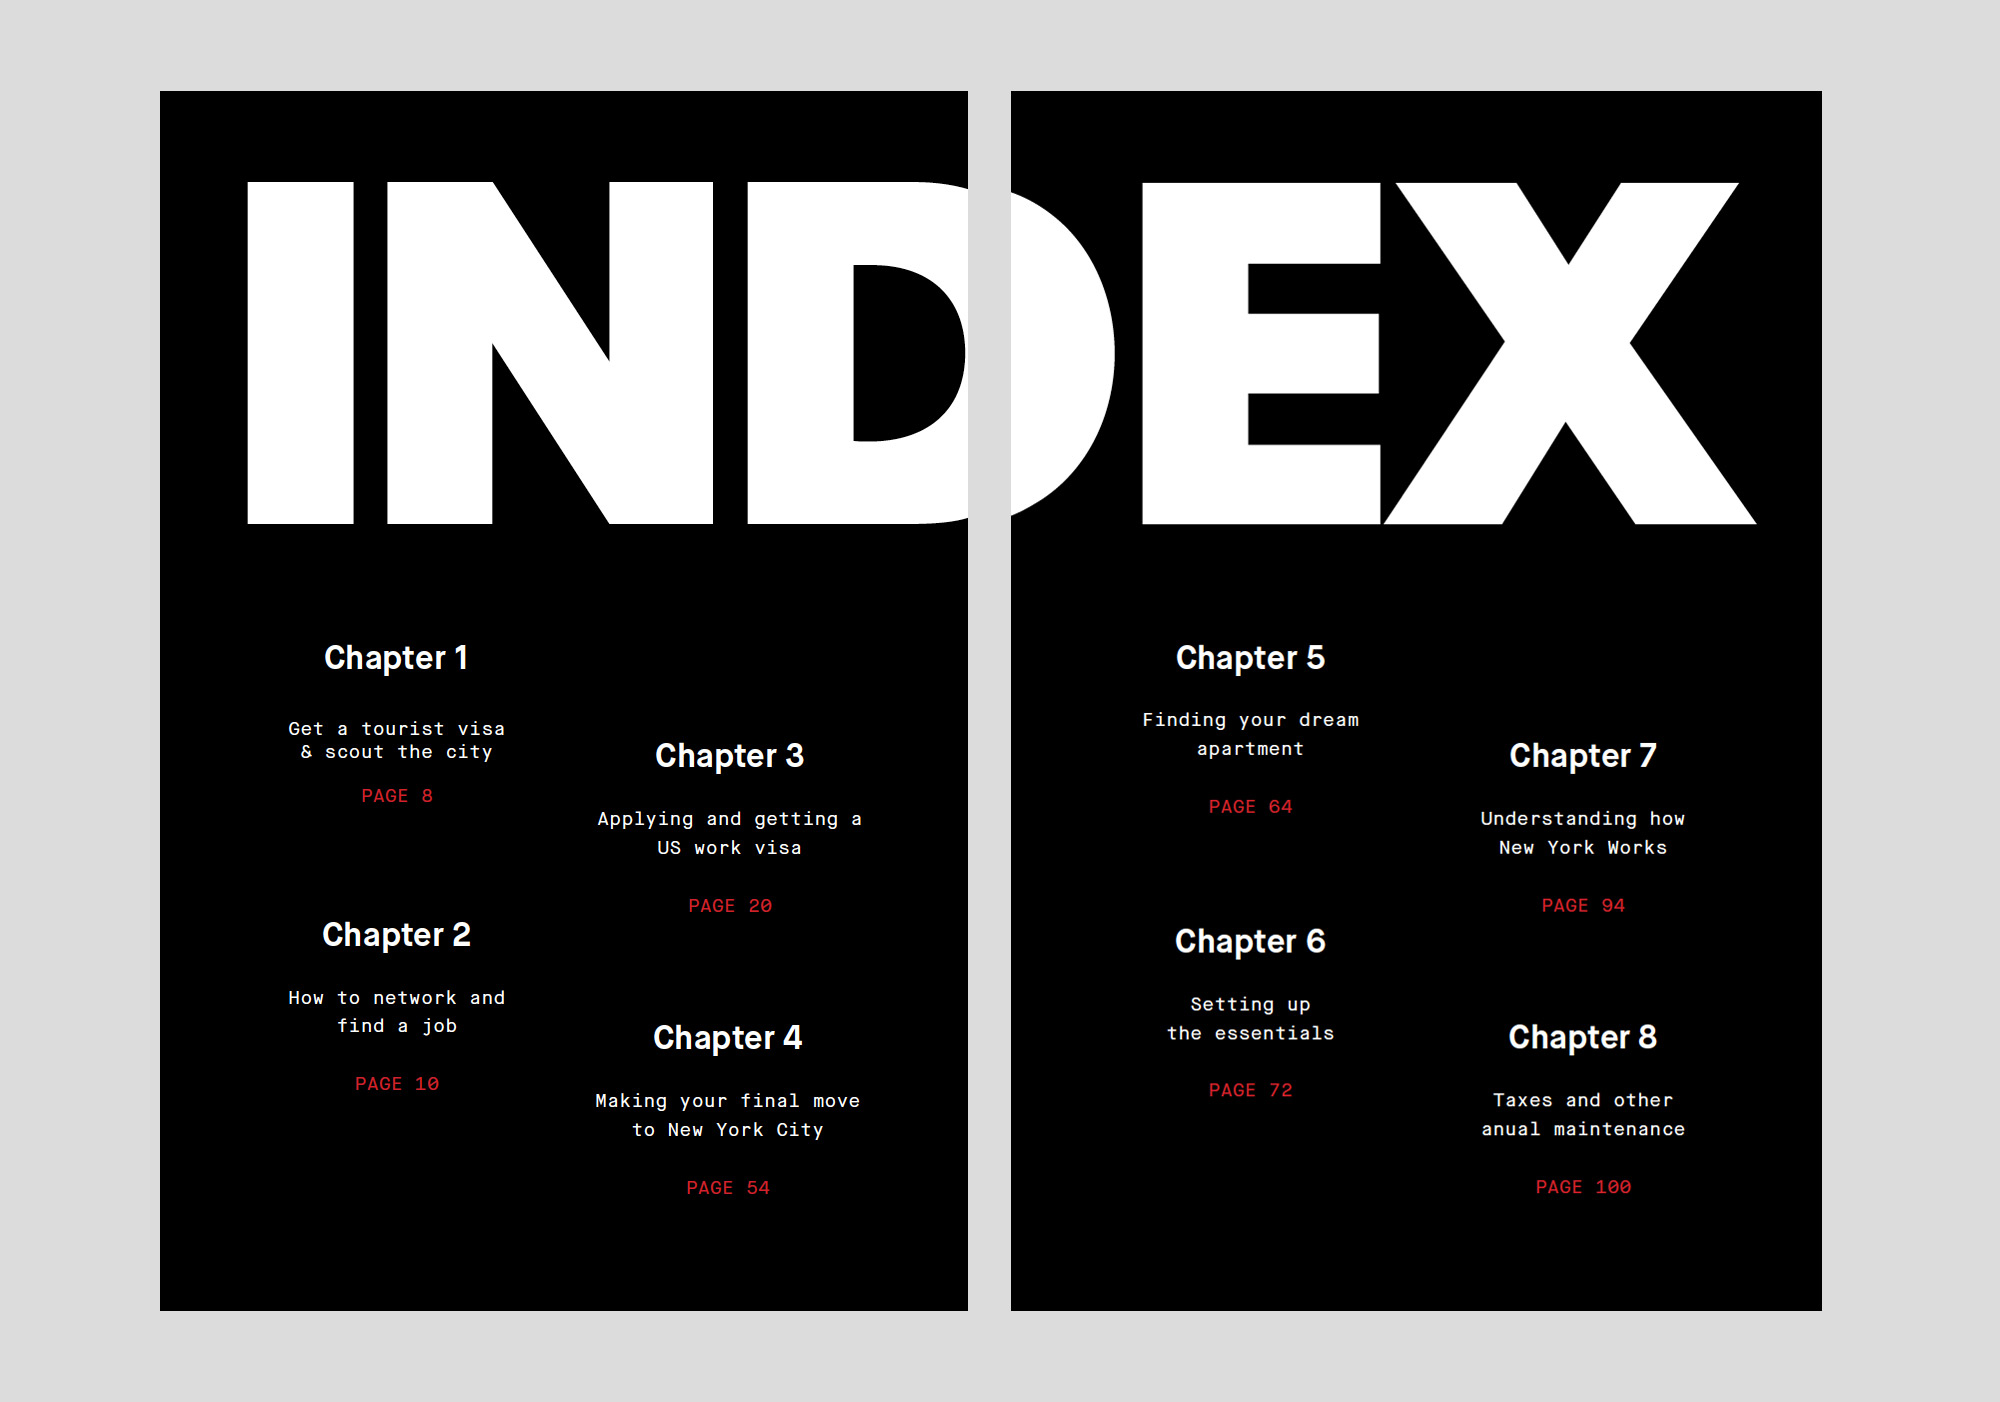 INDEX
Chapter 1
Get a tourist visa
& scout the city
PAGE 8
Chapter 2
How to network and
find a job
PAGE 10
Chapter 3
Applying and getting a
US work visa
PAGE 20
Chapter 4
Making your final move
to New York City
PAGE 54
Chapter 5
Finding your dream
apartment
PAGE 64
Chapter 6
Setting up
the essentials
PAGE 72
Chapter 7
Understanding how
New York Works
PAGE 94
Chapter 8
Taxes and other
anual maintenance
PAGE 100